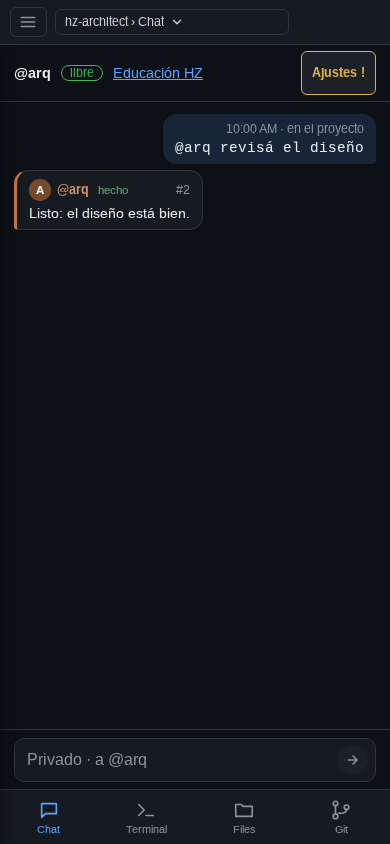 hz-architect › Chat
@arq libre Educación HZ Ajustes !
10:00 AM · en el proyecto
@arq revisá el diseño
A @arq hecho #2
Listo: el diseño está bien.
Privado · a @arq
Chat Terminal Files Git